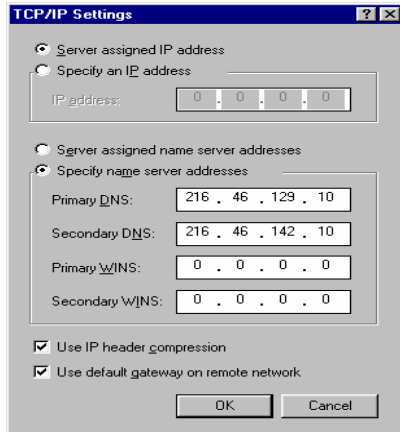 TCP/IP Settings
Server assigned IP address
Specify an IP address
IP address: 0 . 0 . 0 . 0
Server assigned name server addresses
Specify name server addresses
Primary DNS: 216 . 46 . 129 . 10
Secondary DNS: 216 . 46 . 142 . 10
Primary WINS: 0 . 0 . 0 . 0
Secondary WINS: 0 . 0 . 0 . 0
Use IP header compression
Use default gateway on remote network
OK Cancel